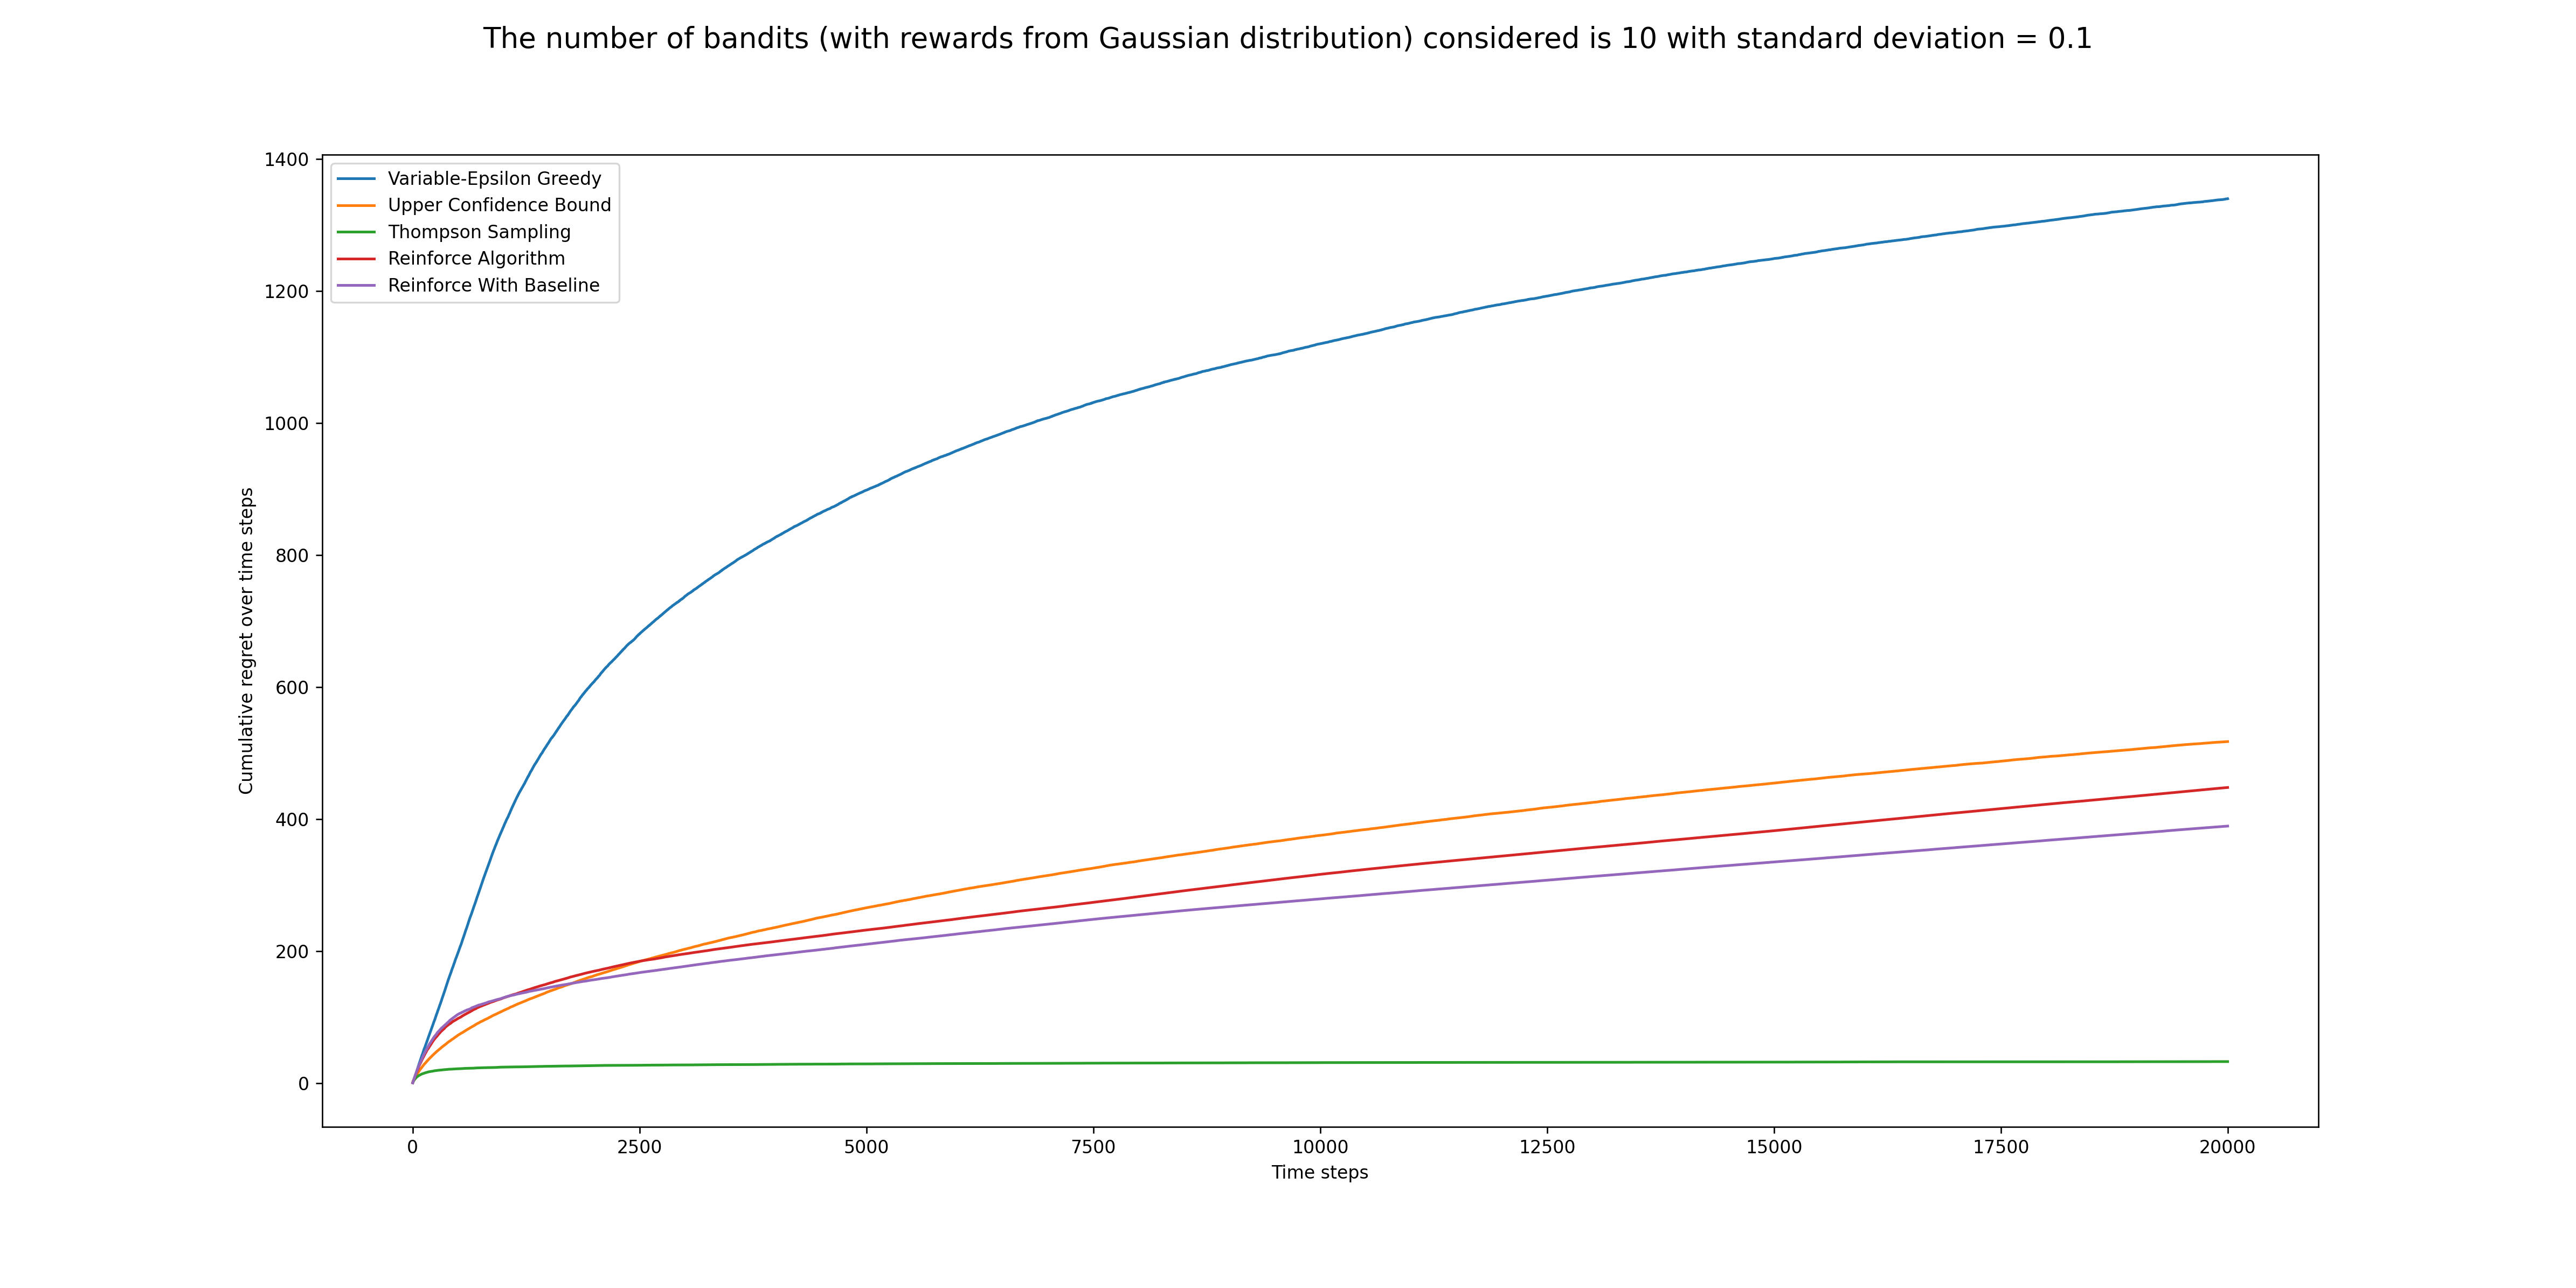 The number of bandits (with rewards from Gaussian distribution) considered is 10 with standard deviation = 0.1
1400
1200
1000
800
600
400
200
0
Cumulative regret over time steps
Variable-Epsilon Greedy
Upper Confidence Bound
Thompson Sampling
Reinforce Algorithm
Reinforce With Baseline
0 2500 5000 7500 10000 12500 15000 17500 20000
Time steps